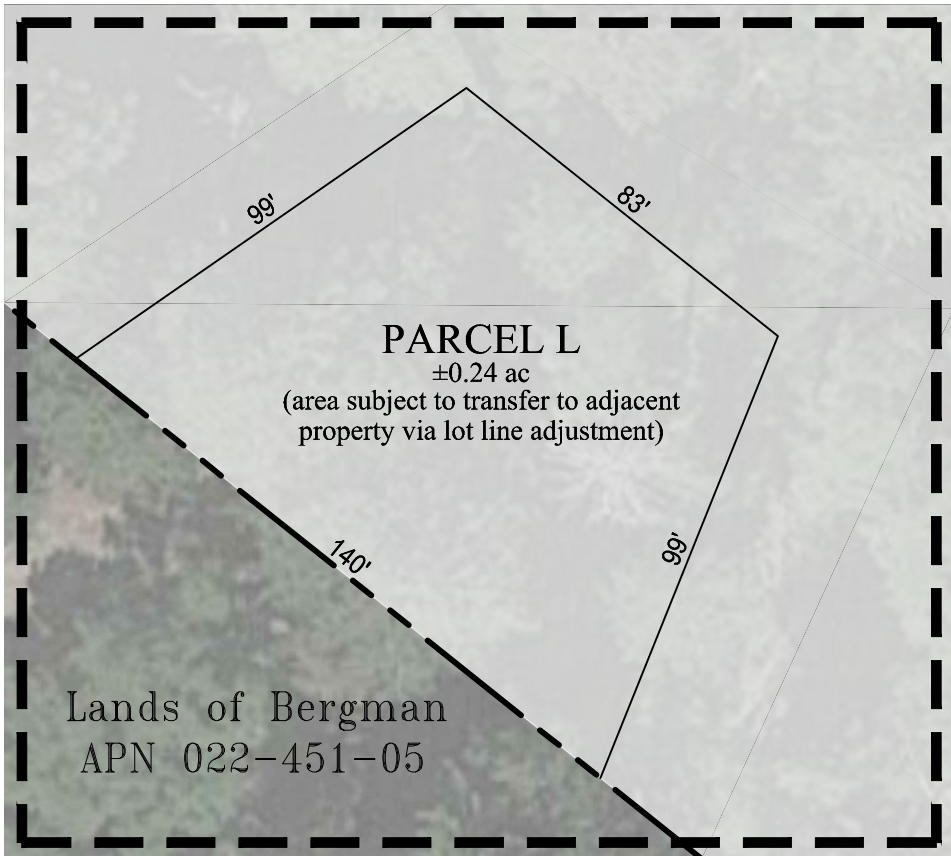 99'
83'
PARCEL L
±0.24 ac
(area subject to transfer to adjacent
property via lot line adjustment)
99'
140'
Lands of Bergman
APN 022-451-05